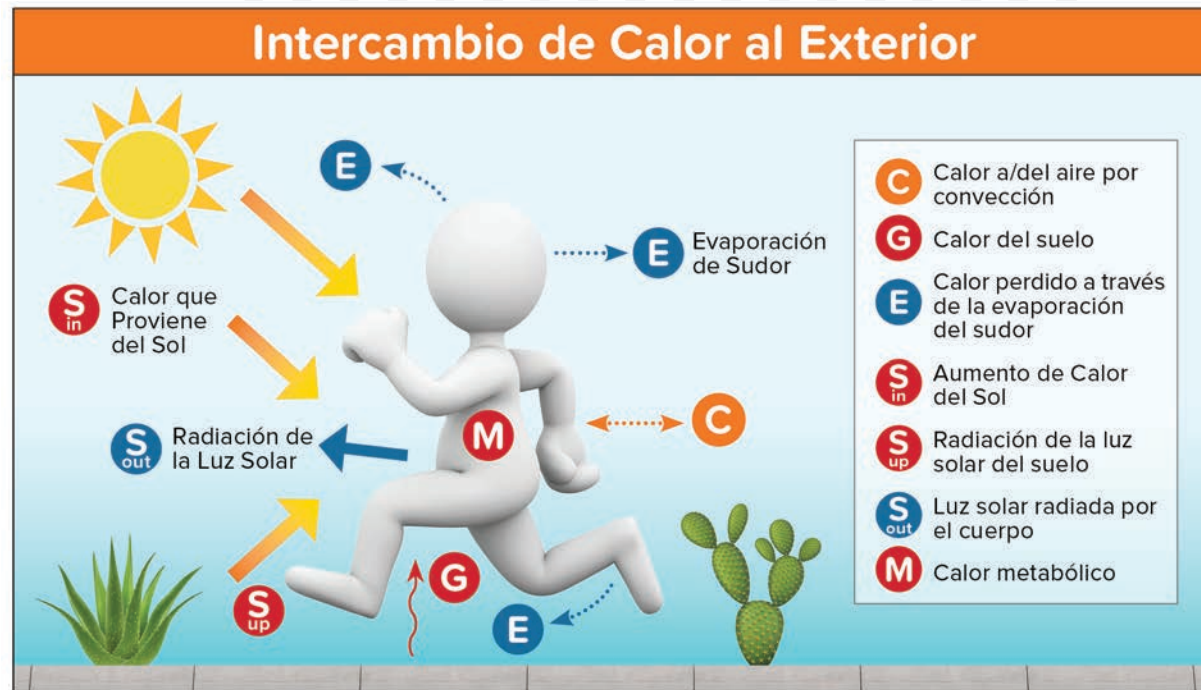 Intercambio de Calor al Exterior
E
E
Evaporación
de Sudor
S
in
Calor que
Proviene
del Sol
S
out
Radiación de
la Luz Solar
M
C
S
up
G
E
C
Calor a/del aire por
convección
G
Calor del suelo
E
Calor perdido a través
de la evaporación
del sudor
S
in
Aumento de Calor
del Sol
S
up
Radiación de la luz
solar del suelo
S
out
Luz solar radiada por
el cuerpo
M
Calor metabólico